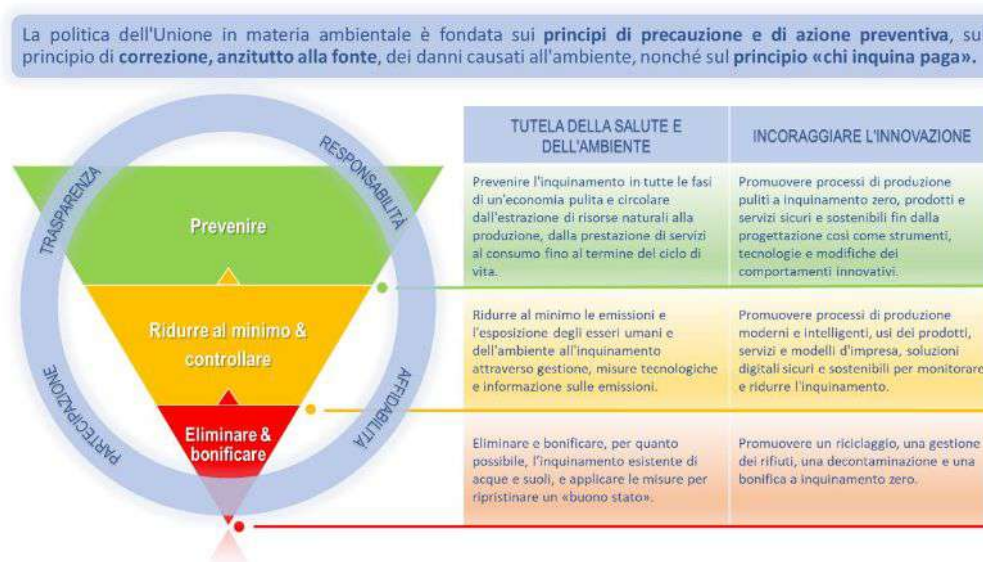 La politica dell'Unione in materia ambientale è fondata sui principi di precauzione e di azione preventiva, su
principio di correzione, anzitutto alla fonte, dei danni causati all'ambiente, nonché sul principio «chi inquina paga».
TRASPARENZA
RESPONSABILITÀ
PARTECIPAZIONE
AFFIDABILITÀ
Prevenire
Ridurre al minimo &
controllare
Eliminare &
bonificare
TUTELA DELLA SALUTE E
DELL'AMBIENTE
INCORAGGIARE L'INNOVAZIONE
Prevenire l'inquinamento in tutte le fasi
di un'economia pulita e circolare
dall'estrazione di risorse naturali alla
produzione, dalla prestazione di servizi
al consumo fino al termine del ciclo di
vita.
Promuovere processi di produzione
puliti a inquinamento zero, prodotti e
servizi sicuri e sostenibili fin dalla
progettazione così come strumenti,
tecnologie e modifiche dei
comportamenti innovativi.
Ridurre al minimo le emissioni e
l'esposizione degli esseri umani e
dell'ambiente all'inquinamento
attraverso gestione, misure tecnologiche
e informazione sulle emissioni.
Promuovere processi di produzione
moderni e intelligenti, usi dei prodotti,
servizi e modelli d'impresa, soluzioni
digitali sicuri e sostenibili per monitorare
e ridurre l'inquinamento.
Eliminare e bonificare, per quanto
possibile, l'inquinamento esistente di
acque e suoli, e applicare le misure per
ripristinare un «buono stato».
Promuovere un riciclaggio, una gestione
dei rifiuti, una decontaminazione e una
bonifica a inquinamento zero.